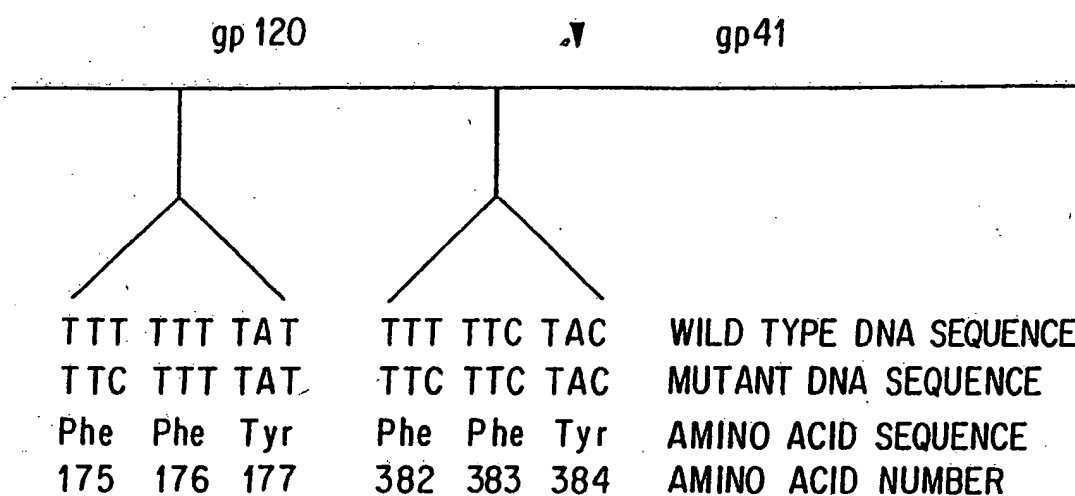 gp 120 gp41
TTT TTT TAT TTT TTC TAC WILD TYPE DNA SEQUENCE
TTC TTT TAT TTC TTC TAC MUTANT DNA SEQUENCE
Phe Phe Tyr Phe Phe Tyr AMINO ACID SEQUENCE
175 176 177 382 383 384 AMINO ACID NUMBER